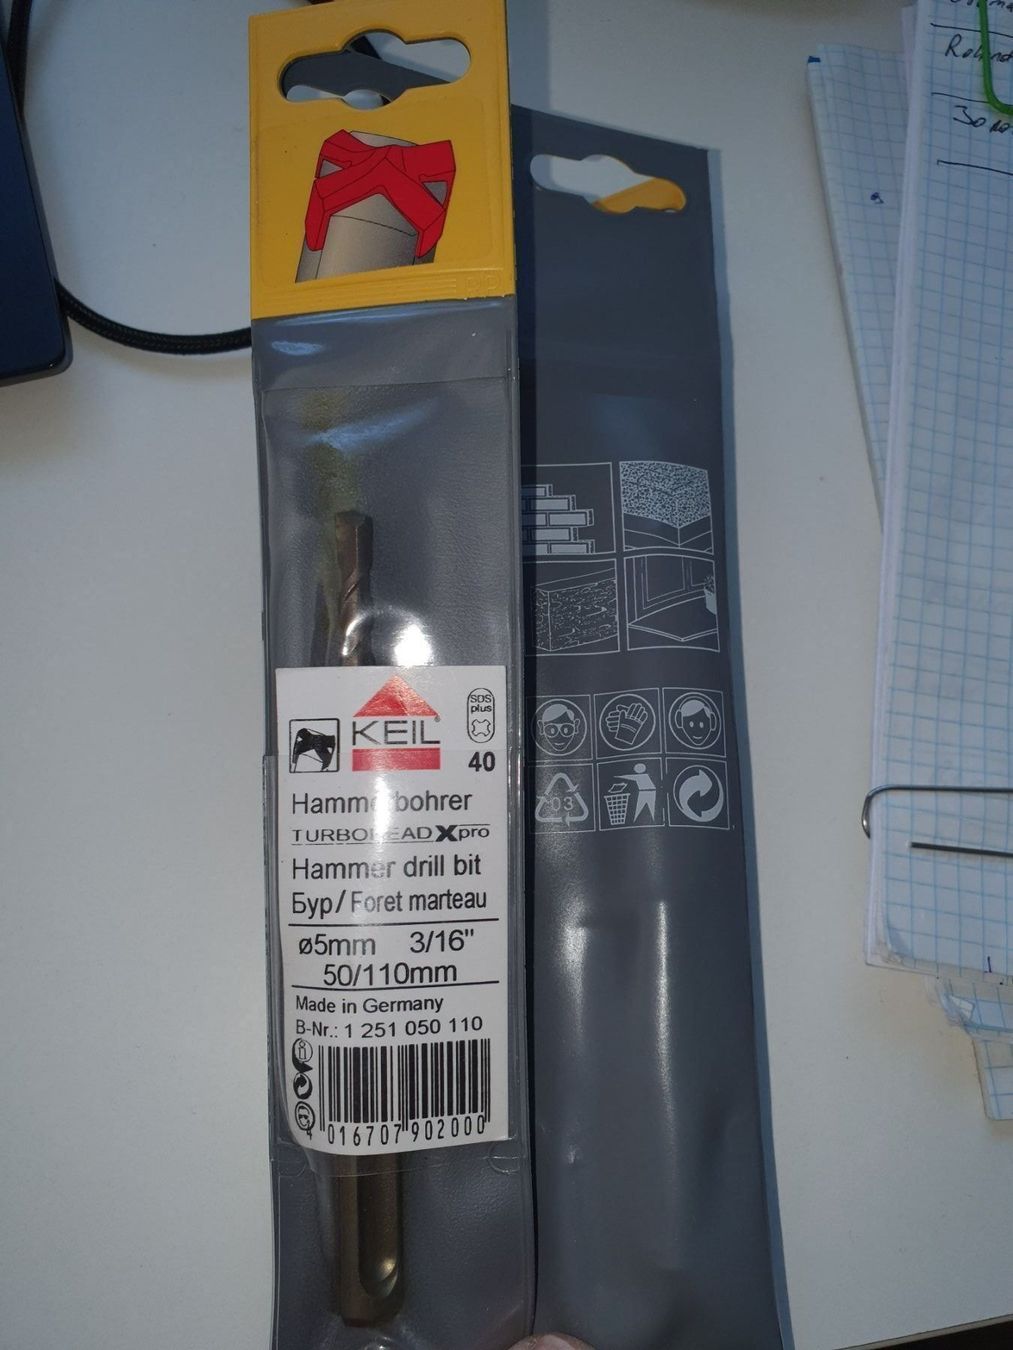 SDS
plus
KEIL®
40
Hammerbohrer
TURBOHEAD X pro
Hammer drill bit
Бур/Foret marteau
ø5mm 3/16"
50/110mm
Made in Germany
B-Nr.: 1 251 050 110
4 016707 902000
03